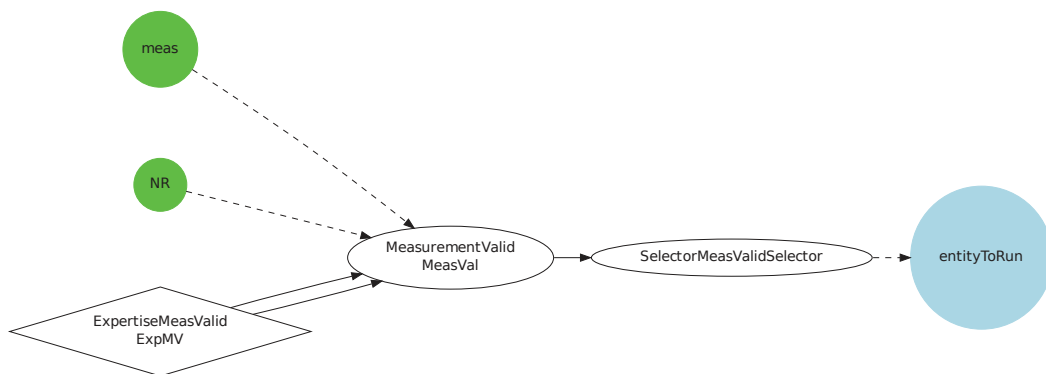 meas
NR
MeasurementValid
MeasVal
SelectorMeasValidSelector
entityToRun
ExpertiseMeasValid
ExpMV